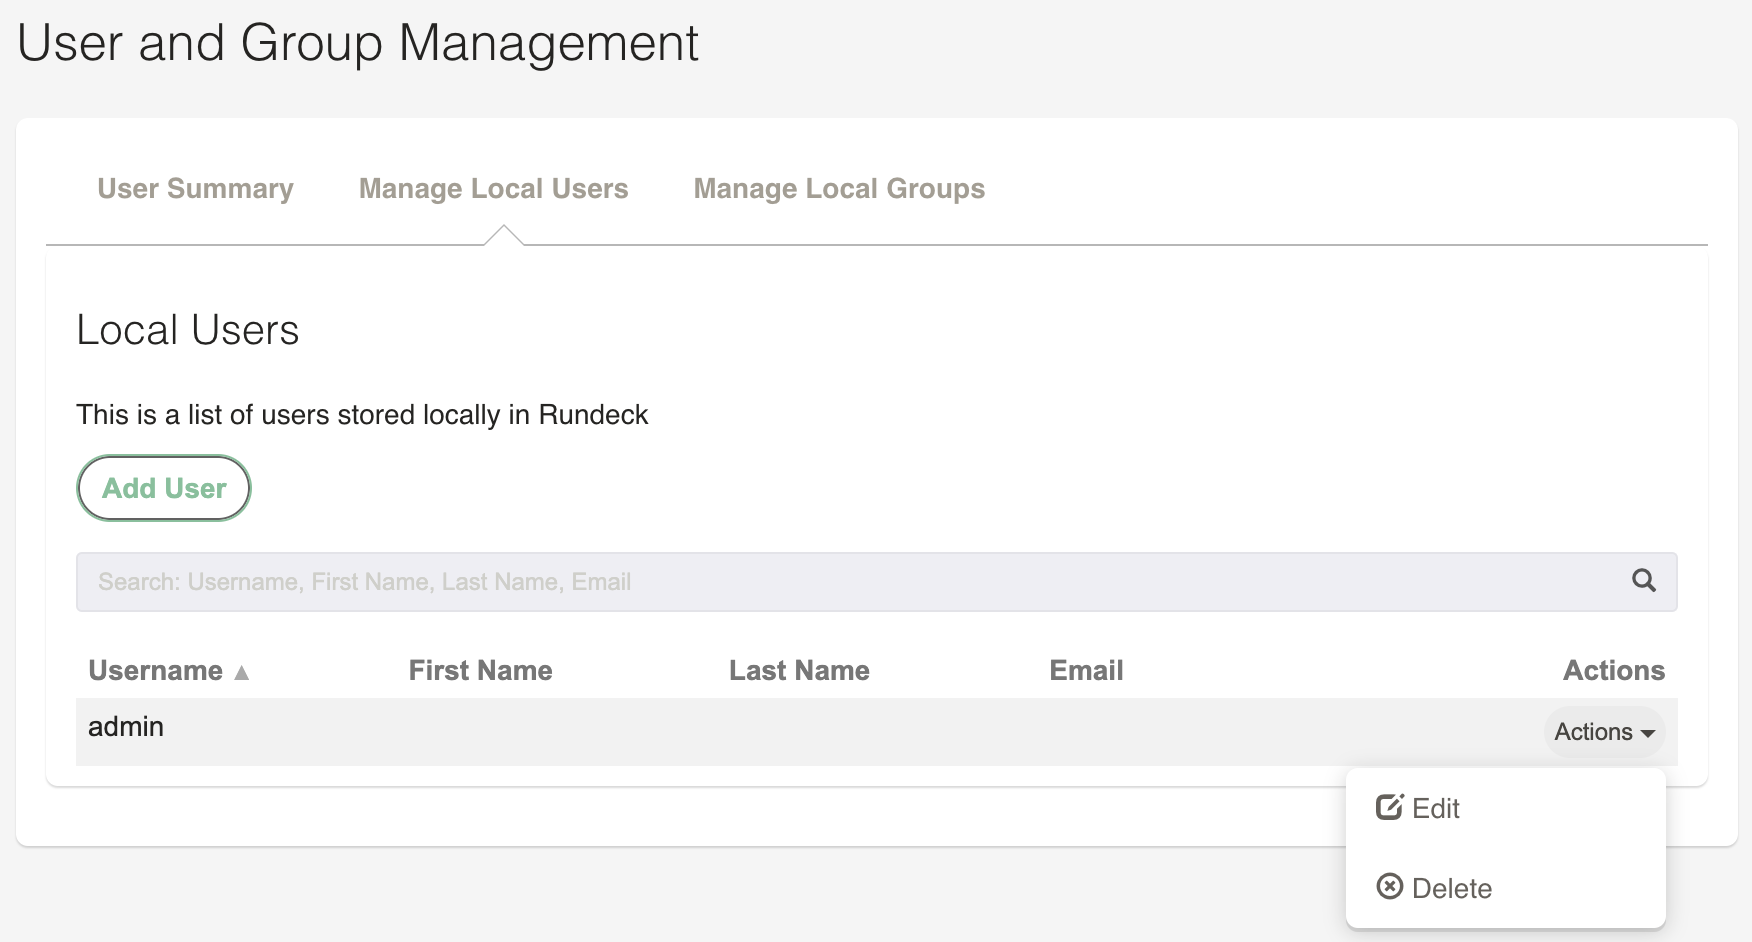 User and Group Management
User Summary Manage Local Users Manage Local Groups
Local Users
This is a list of users stored locally in Rundeck
Add User
Search: Username, First Name, Last Name, Email
Username ▲ First Name Last Name Email Actions
admin Actions
Edit
Delete